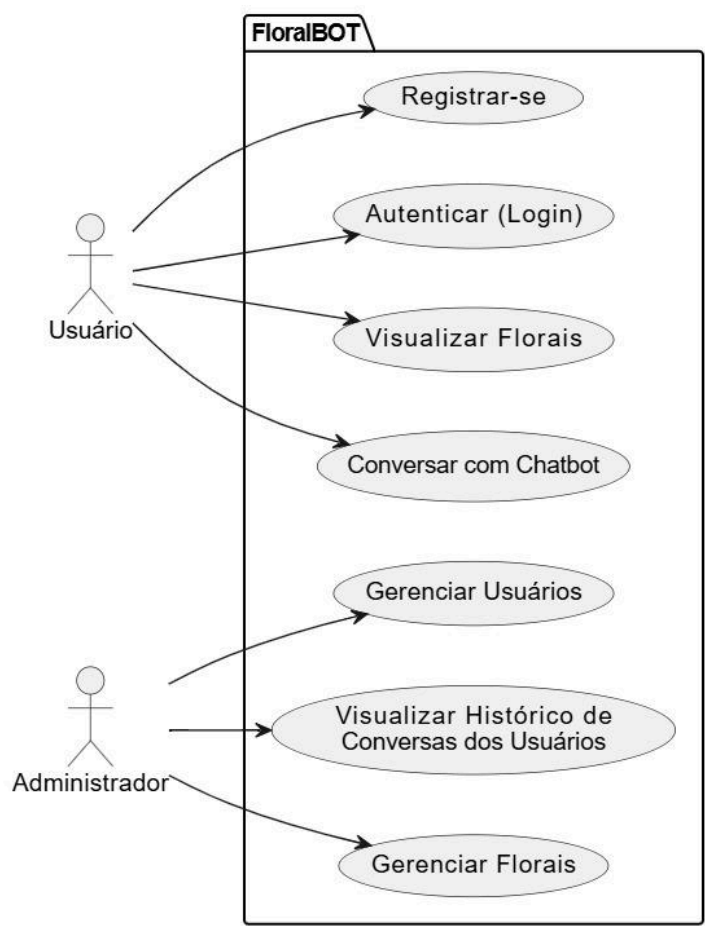 FloralBOT
Registrar-se
Autenticar (Login)
Visualizar Florais
Usuário
Conversar com Chatbot
Gerenciar Usuários
Visualizar Histórico de
Conversas dos Usuários
Administrador
Gerenciar Florais